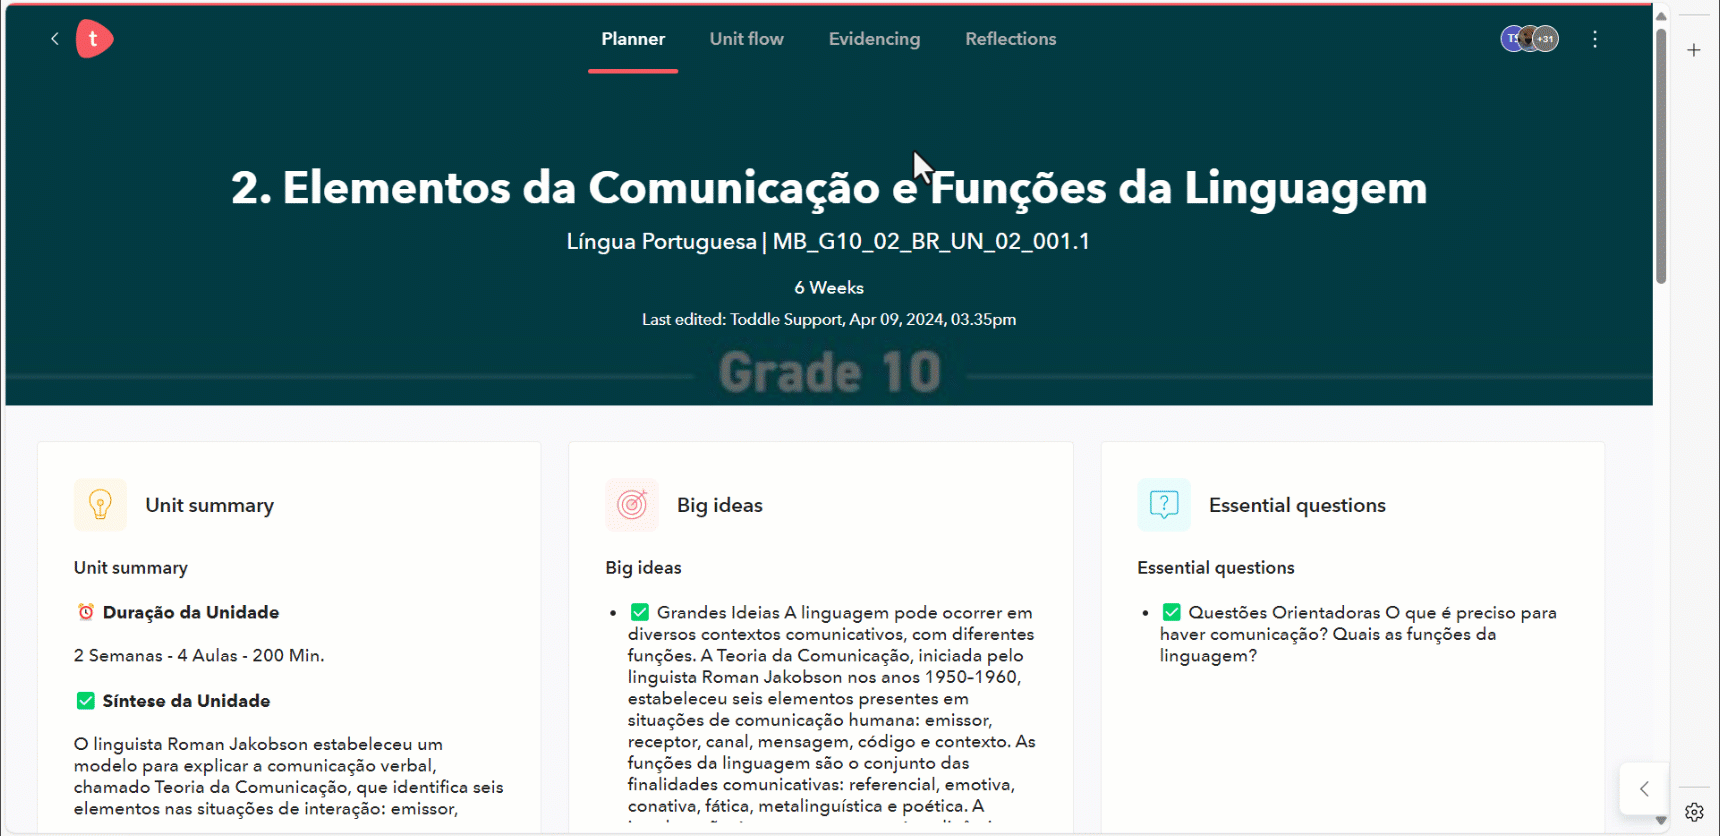 t
Planner
Unit flow
Evidencing
Reflections
+31
2. Elementos da Comunicação e Funções da Linguagem
Língua Portuguesa | MB_G10_02_BR_UN_02_001.1
6 Weeks
Last edited: Toddle Support, Apr 09, 2024, 03.35pm
Grade 10
Unit summary
Unit summary
⏰ Duração da Unidade
2 Semanas - 4 Aulas - 200 Min.
✅ Síntese da Unidade
O linguista Roman Jakobson estabeleceu um
modelo para explicar a comunicação verbal,
chamado Teoria da Comunicação, que identifica seis
elementos nas situações de interação: emissor,
Big ideas
Big ideas
• ✅ Grandes Ideias A linguagem pode ocorrer em
diversos contextos comunicativos, com diferentes
funções. A Teoria da Comunicação, iniciada pelo
linguista Roman Jakobson nos anos 1950-1960,
estabeleceu seis elementos presentes em
situações de comunicação humana: emissor,
receptor, canal, mensagem, código e contexto. As
funções da linguagem são o conjunto das
finalidades comunicativas: referencial, emotiva,
conativa, fática, metalinguística e poética. A
Essential questions
Essential questions
• ✅ Questões Orientadoras O que é preciso para
haver comunicação? Quais as funções da
linguagem?